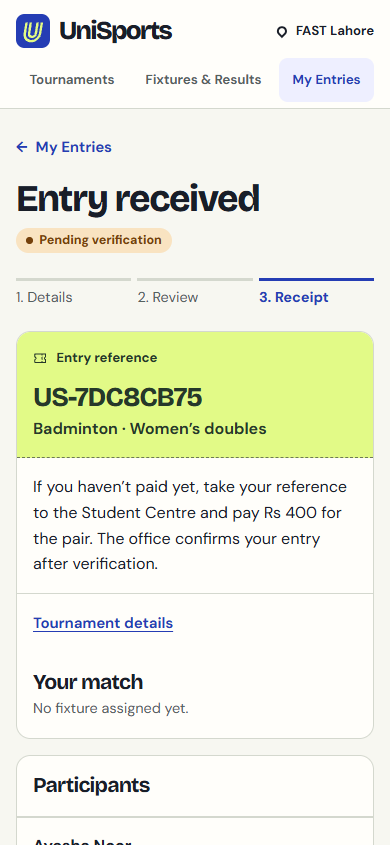 UniSports
FAST Lahore
Tournaments
Fixtures & Results
My Entries
← My Entries
Entry received
Pending verification
1. Details
2. Review
3. Receipt
Entry reference
US-7DC8CB75
Badminton · Women’s doubles
If you haven’t paid yet, take your reference
to the Student Centre and pay Rs 400 for
the pair. The office confirms your entry
after verification.
Tournament details
Your match
No fixture assigned yet.
Participants